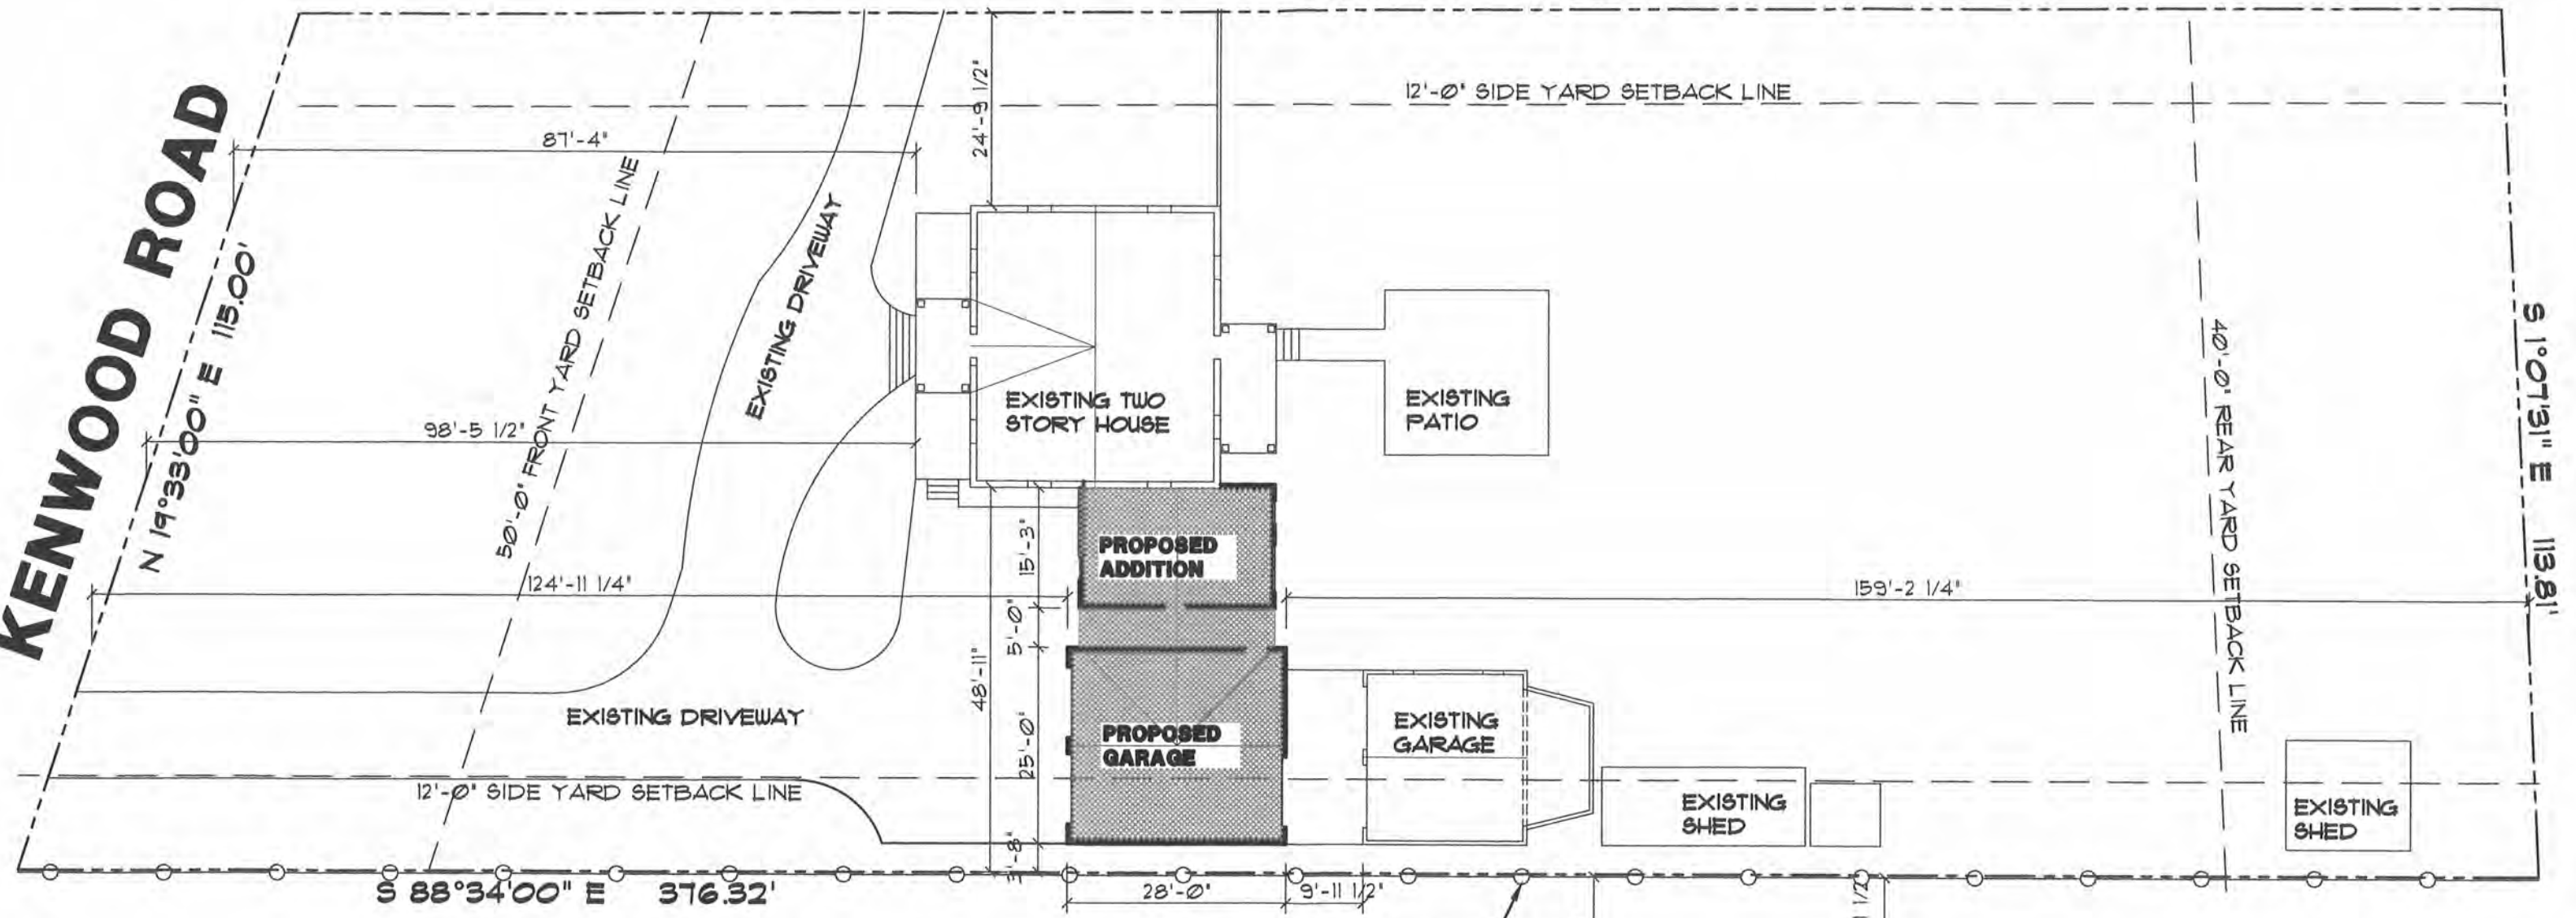 12'-0" SIDE YARD SETBACK LINE
24'-9 1/2"
87'-4"
KENWOOD ROAD
N 19°33'00" E 115.00'
50'-0" FRONT YARD SETBACK LINE
EXISTING DRIVEWAY
98'-5 1/2"
EXISTING TWO
STORY HOUSE
EXISTING
PATIO
40'-0" REAR YARD SETBACK LINE
S 1°07'31" E 113.81'
PROPOSED
ADDITION
15'-3"
124'-11 1/4"
159'-2 1/4"
5'-0"
48'-11"
EXISTING DRIVEWAY
25'-0"
PROPOSED
GARAGE
EXISTING
GARAGE
12'-0" SIDE YARD SETBACK LINE
EXISTING
SHED
EXISTING
SHED
3'-8"
S 88°34'00" E 376.32'
28'-0"
9'-11 1/2"
1/2"